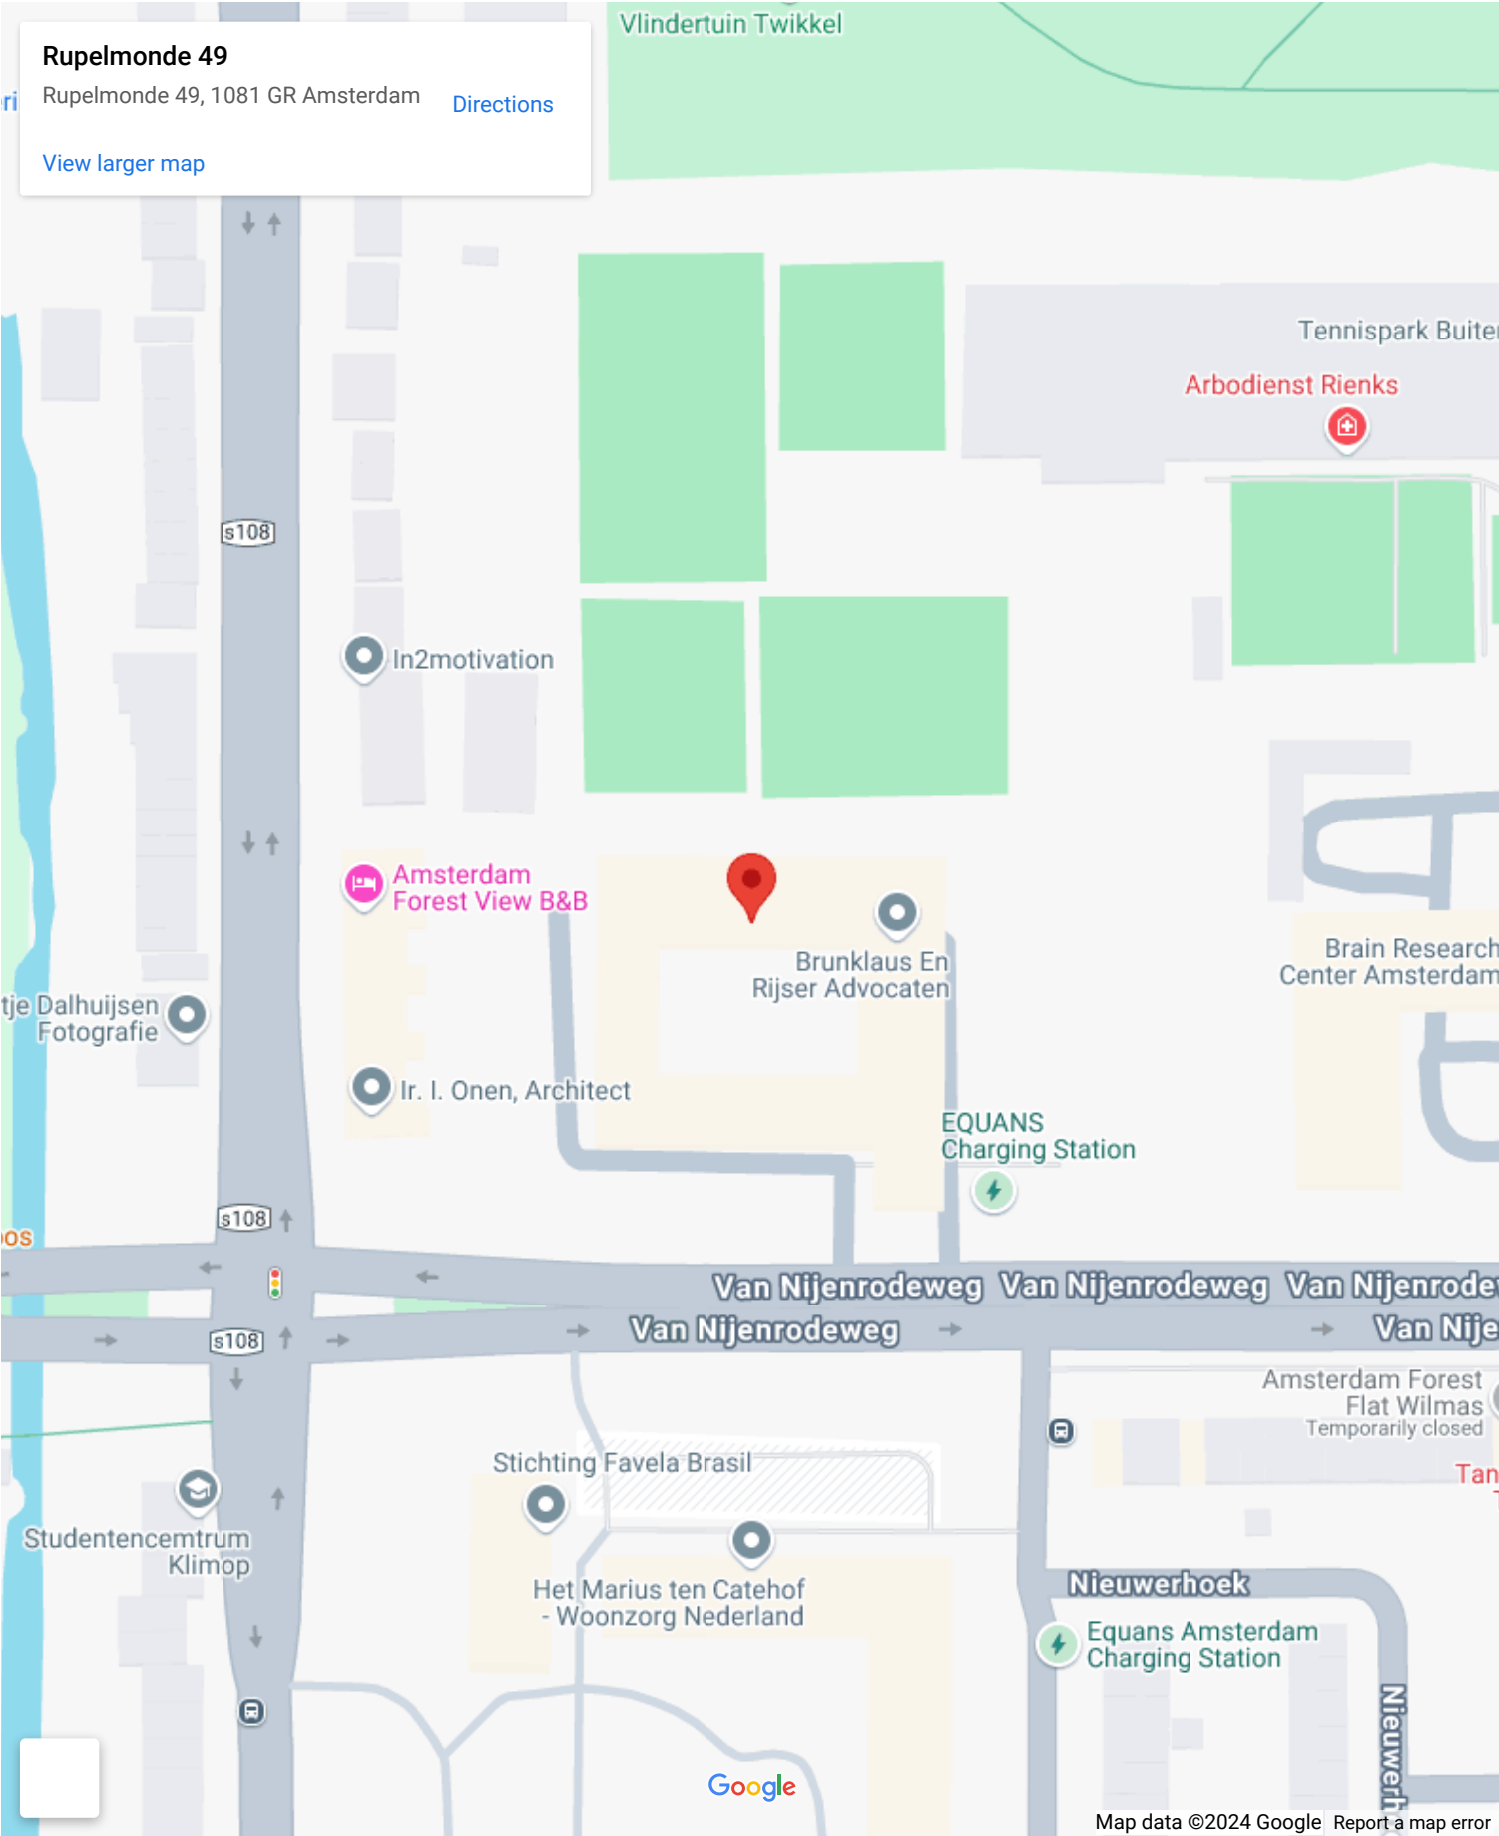 Vlindertuin Twikkel
Rupelmonde 49
Rupelmonde 49, 1081 GR Amsterdam
Directions
View larger map
Tennispark Buite
Arbodienst Rienks
s108
In2motivation
Amsterdam
Forest View B&B
Brunklaus En
Rijser Advocaten
Brain Research
Center Amsterdam
tje Dalhuijsen
Fotografie
Ir. I. Onen, Architect
EQUANS
Charging Station
s108
Van Nijenrodeweg Van Nijenrodeweg Van Nijenrode
s108
Van Nijenrodeweg
Van Nije
Amsterdam Forest
Flat Wilmas
Temporarily closed
Stichting Favela Brasil
Tan
Studentencemtrum
Klimop
Het Marius ten Catehof
- Woonzorg Nederland
Nieuwerhoek
Equans Amsterdam
Charging Station
Nieuwerh
Google
Map data ©2024 Google
Report a map error